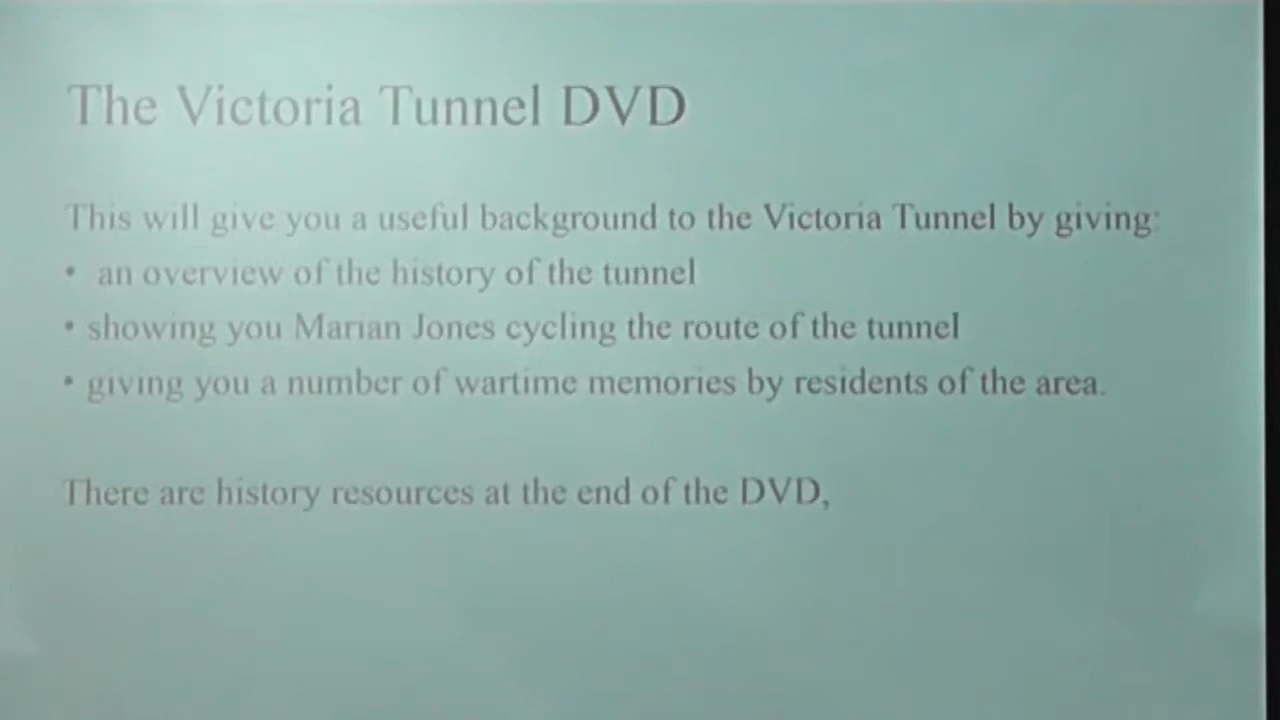 The Victoria Tunnel DVD
This will give you a useful background to the Victoria Tunnel by giving:
• an overview of the history of the tunnel
• showing you Marian Jones cycling the route of the tunnel
• giving you a number of wartime memories by residents of the area.
There are history resources at the end of the DVD,